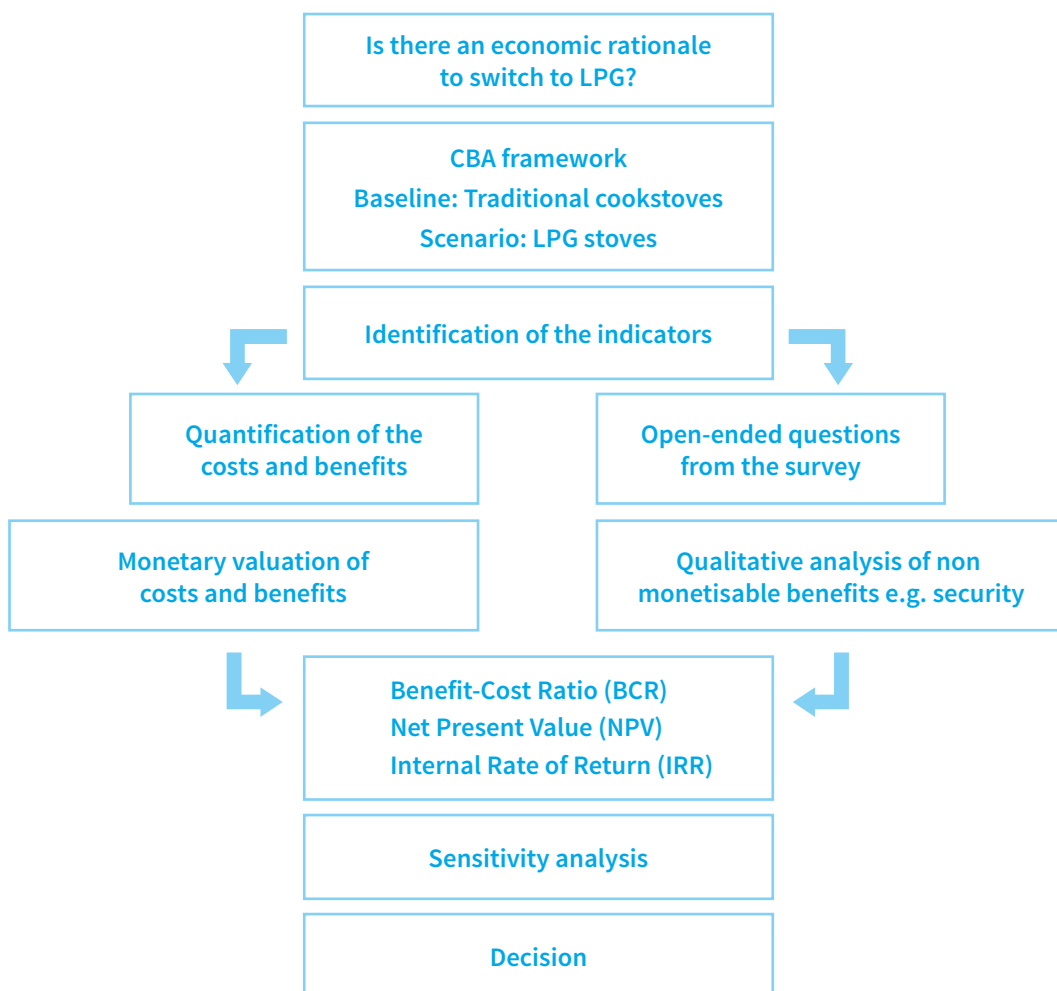 Is there an economic rationale
to switch to LPG?
CBA framework
Baseline: Traditional cookstoves
Scenario: LPG stoves
Identification of the indicators
Quantification of the
costs and benefits
Open-ended questions
from the survey
Monetary valuation of
costs and benefits
Qualitative analysis of non
monetisable benefits e.g. security
Benefit-Cost Ratio (BCR)
Net Present Value (NPV)
Internal Rate of Return (IRR)
Sensitivity analysis
Decision